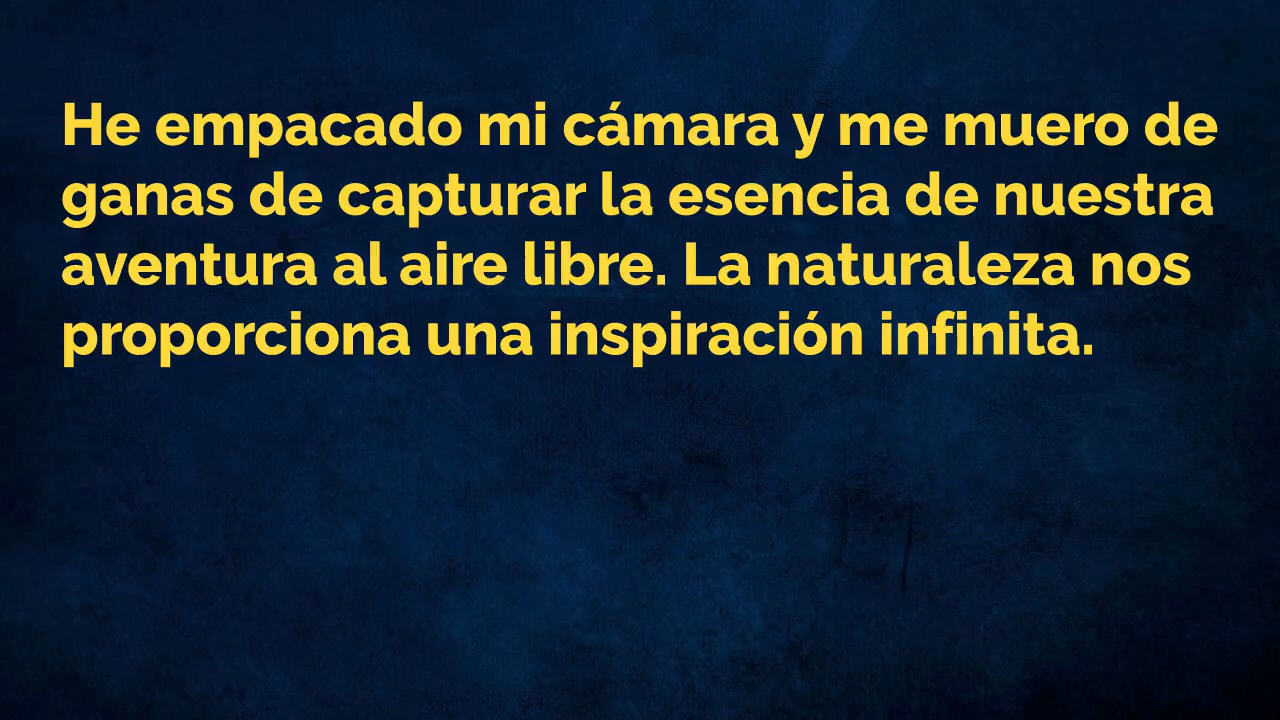 He empacado mi cámara y me muero de
ganas de capturar la esencia de nuestra
aventura al aire libre. La naturaleza nos
proporciona una inspiración infinita.